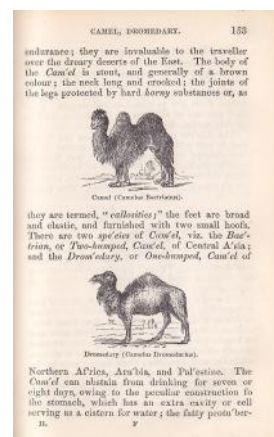 CAMEL, DROMEDARY. 153
endurance; they are invaluable to the traveller
over the dreary deserts of the East. The body of
the Cam'el is stout, and generally of a brown
colour; the neck long and crooked; the joints of
the legs protected by hard horny substances or, as
Camel (Camelus Bactrianus).
they are termed, "callosities;" the feet are broad
and elastic, and furnished with two small hoofs.
There are two spe'cies of Cam'el, viz. the Bac'-
trian, or Two-humped, Cam'el, of Central A'sia;
and the Drom'edary, or One-humped, Cam'el of
Dromedary (Camelus Dromedarius).
Northern Af'rica, Ara'bia, and Pal'estine. The
Cam'el can abstain from drinking for seven or
eight days, owing to the peculiar construction fo
the stomach, which has an extra cavity or cell
serving as a cistern for water; the fatty protu'ber-
II. F